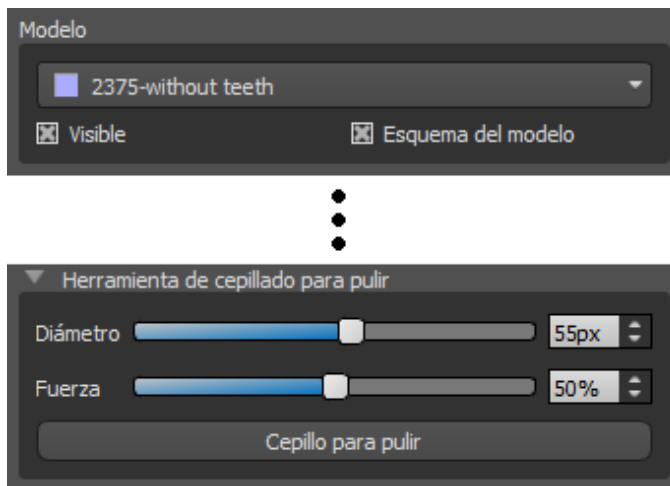 Modelo
2375-without teeth
Visible Esquema del modelo
Herramienta de cepillado para pulir
Diámetro 55px
Fuerza 50%
Cepillo para pulir